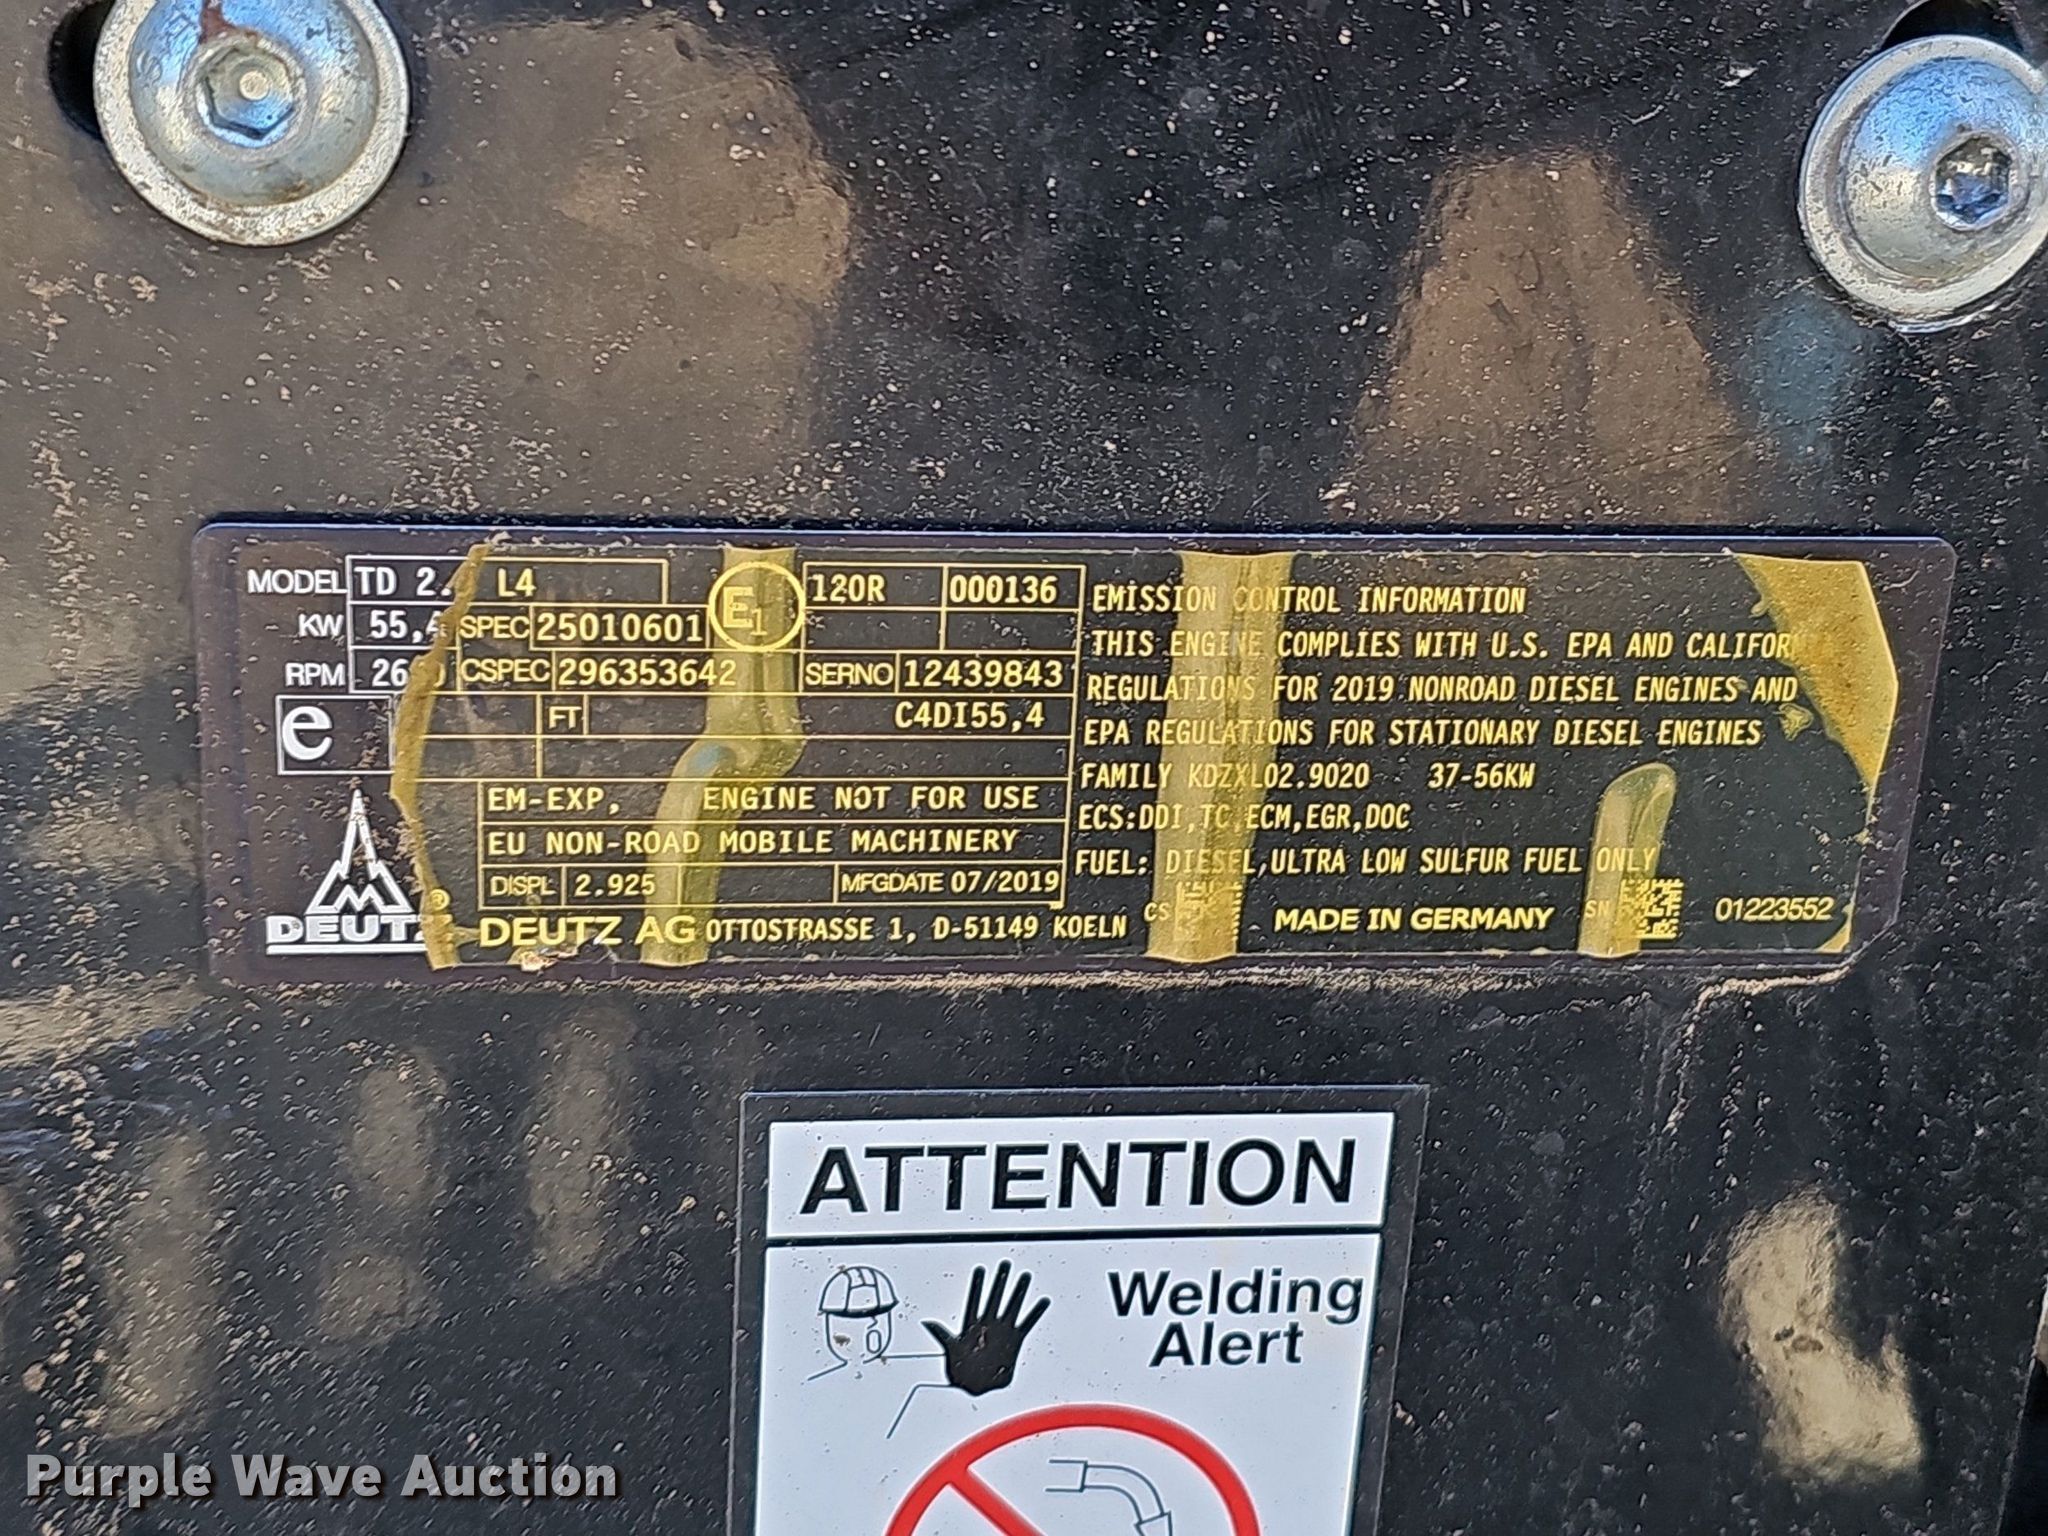 MODEL TD 2. L4
KW 55,4 SPEC 25010601 E1 120R 000136
RPM CSPEC 296353642 SERNO 12439843
e FT C4DI55,4
EM-EXP, ENGINE NOT FOR USE
EU NON-ROAD MOBILE MACHINERY
DISPL 2.925 MFGDATE 07/2019
DEUTZ ® DEUTZ AG OTTOSTRASSE 1, D-51149 KOELN
EMISSION CONTROL INFORMATION
THIS ENGINE COMPLIES WITH U.S. EPA AND CALIFOR
REGULATIONS FOR 2019 NONROAD DIESEL ENGINES AND
EPA REGULATIONS FOR STATIONARY DIESEL ENGINES
FAMILY KDZXL02.9020 37-56KW
ECS:DDI,TC,ECM,EGR,DOC
FUEL: DIESEL,ULTRA LOW SULFUR FUEL ONLY
CS MADE IN GERMANY SN 01223552
ATTENTION
Welding
Alert
Purple Wave Auction